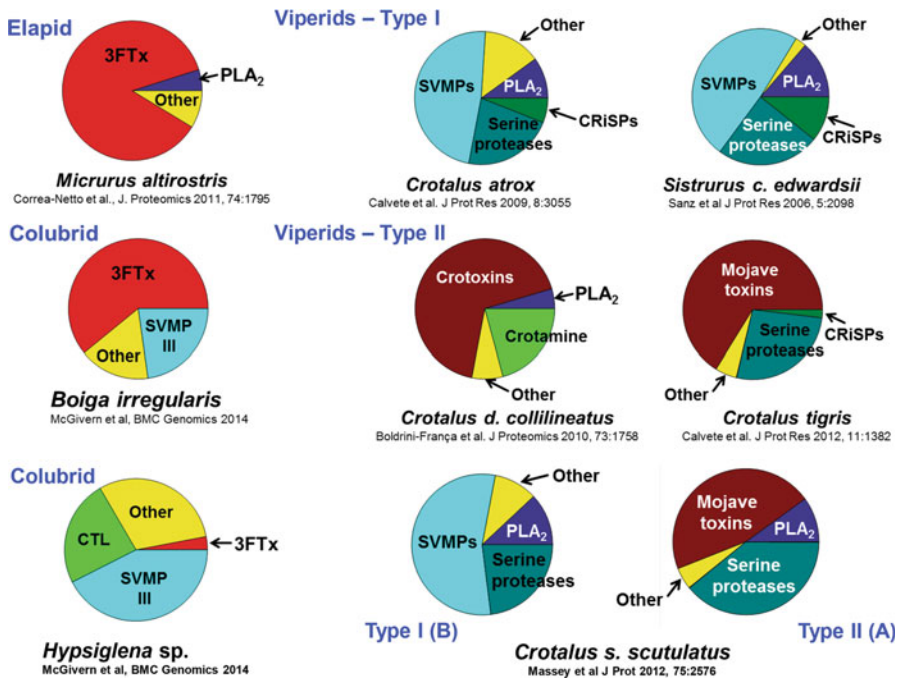 Elapid
3FTx
PLA₂
Other
Micrurus altirostris
Correa-Netto et al., J. Proteomics 2011, 74:1795
Viperids – Type I
Other
SVMPs
PLA₂
CRiSPs
Serine
proteases
Crotalus atrox
Calvete et al. J Prot Res 2009, 8:3055
Other
SVMPs
PLA₂
CRiSPs
Serine
proteases
Sistrurus c. edwardsii
Sanz et al J Prot Res 2006, 5:2098
Colubrid
3FTx
SVMP
III
Other
Boiga irregularis
McGivern et al, BMC Genomics 2014
Viperids – Type II
Crotoxins
PLA₂
Crotamine
Other
Crotalus d. collilineatus
Boldrini-França et al. J Proteomics 2010, 73:1758
Mojave
toxins
CRiSPs
Serine
proteases
Other
Crotalus tigris
Calvete et al. J Prot Res 2012, 11:1382
Colubrid
Other
CTL
3FTx
SVMP
III
Hypsiglena sp.
McGivern et al, BMC Genomics 2014
Other
SVMPs
PLA₂
Serine
proteases
Type I (B)
Mojave
toxins
PLA₂
Serine
proteases
Other
Type II (A)
Crotalus s. scutulatus
Massey et al J Prot 2012, 75:2576